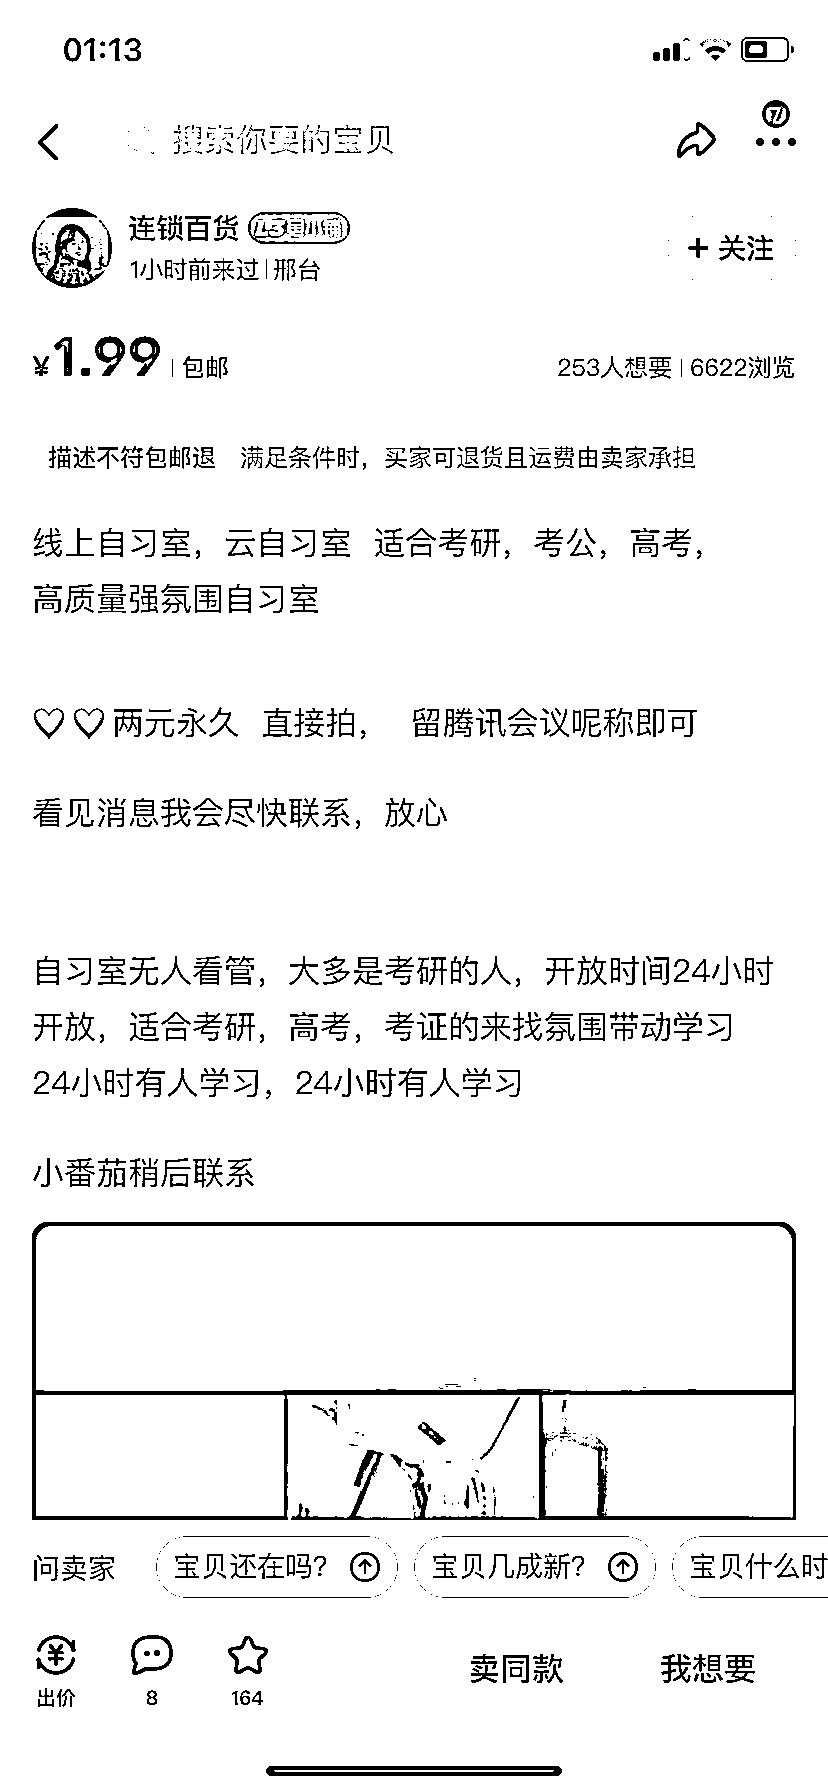 01:13
搜索你要的宝贝
连锁百货
1小时前来过 | 邢台
+ 关注
¥1.99 | 包邮
253人想要 | 6622浏览
描述不符包邮退 满足条件时，买家可退货且运费由卖家承担
线上自习室，云自习室 适合考研，考公，高考，
高质量强氛围自习室
♡♡两元永久 直接拍， 留腾讯会议呢称即可
看见消息我会尽快联系，放心
自习室无人看管，大多是考研的人，开放时间24小时
开放，适合考研，高考，考证的来找氛围带动学习
24小时有人学习，24小时有人学习
小番茄稍后联系
问卖家 宝贝还在吗？ 宝贝几成新？ 宝贝什么时
出价 8 164 卖同款 我想要